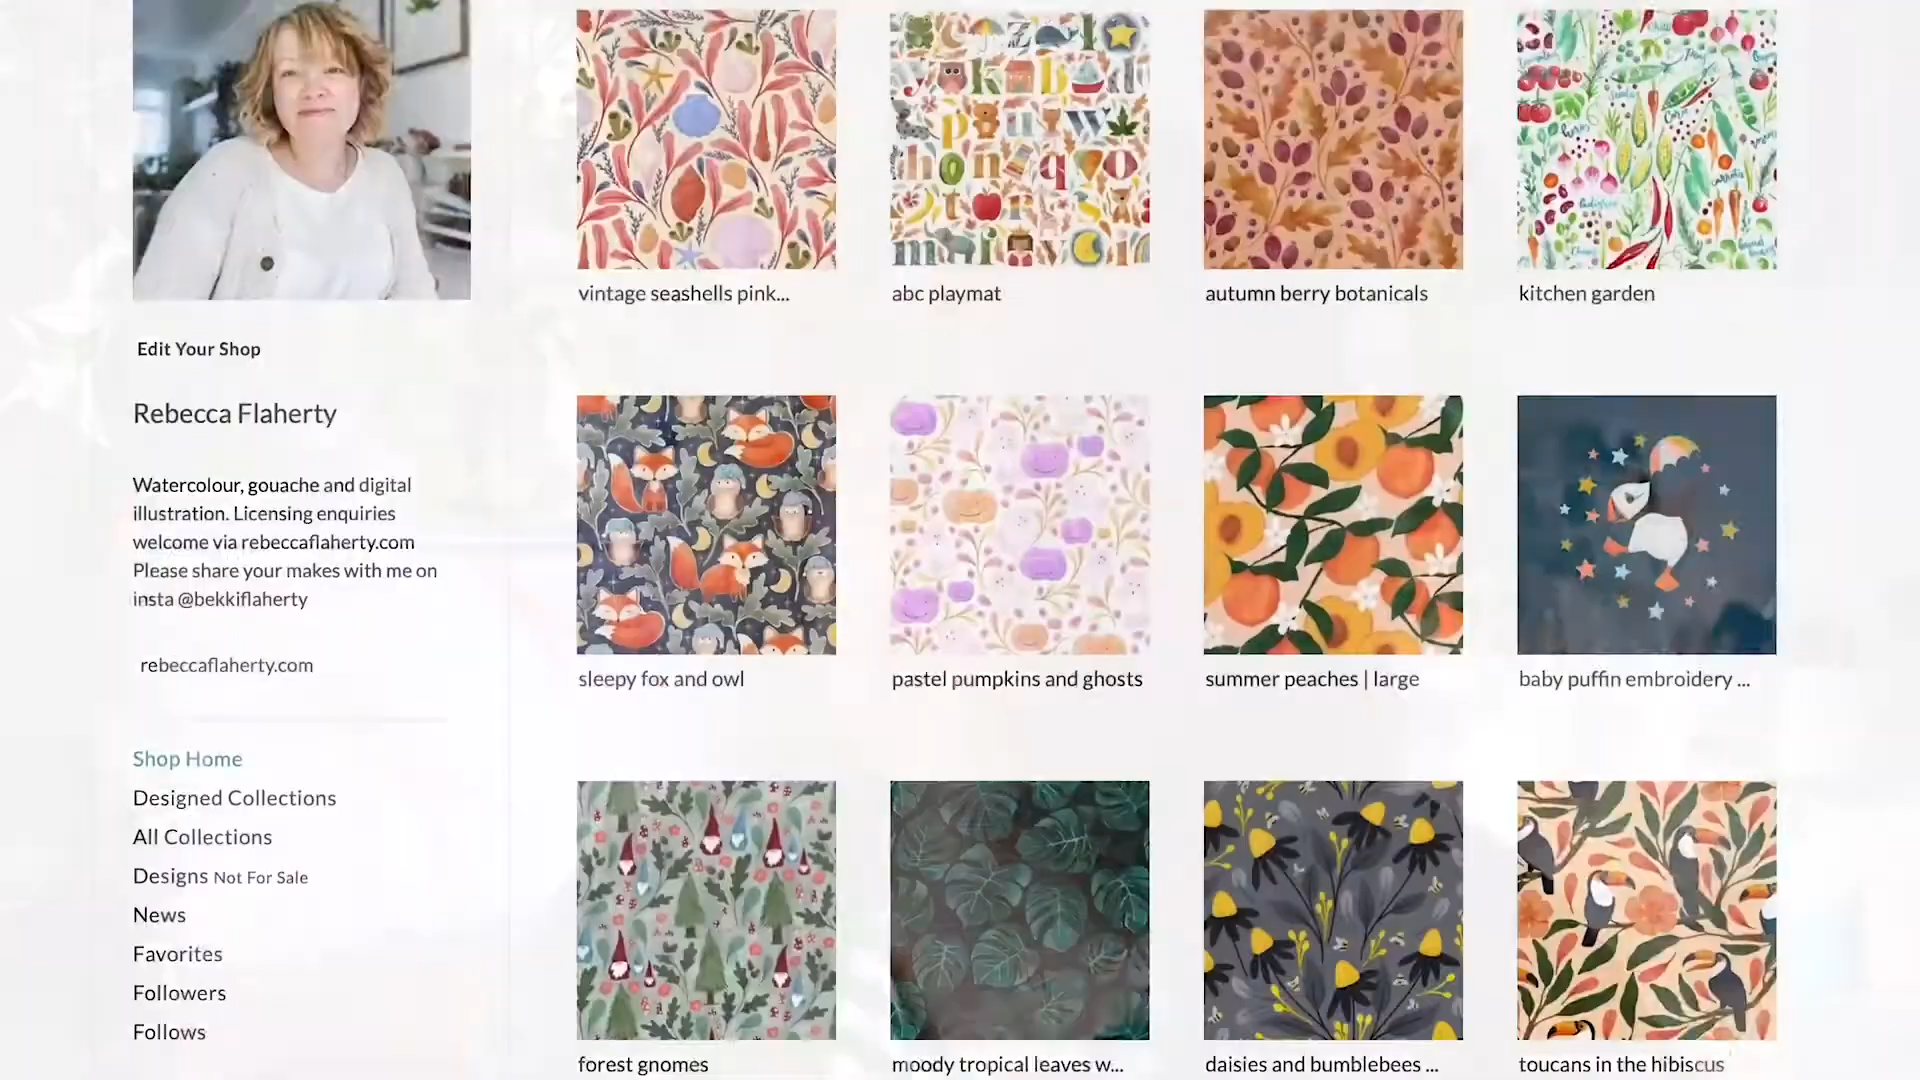 vintage seashells pink...
abc playmat
autumn berry botanicals
kitchen garden
Edit Your Shop
Rebecca Flaherty
Watercolour, gouache and digital
illustration. Licensing enquiries
welcome via rebeccaflaherty.com
Please share your makes with me on
insta @bekkiflaherty
rebeccaflaherty.com
sleepy fox and owl
pastel pumpkins and ghosts
summer peaches | large
baby puffin embroidery ...
Shop Home
Designed Collections
All Collections
Designs Not For Sale
News
Favorites
Followers
Follows
forest gnomes
moody tropical leaves w...
daisies and bumblebees ...
toucans in the hibiscus